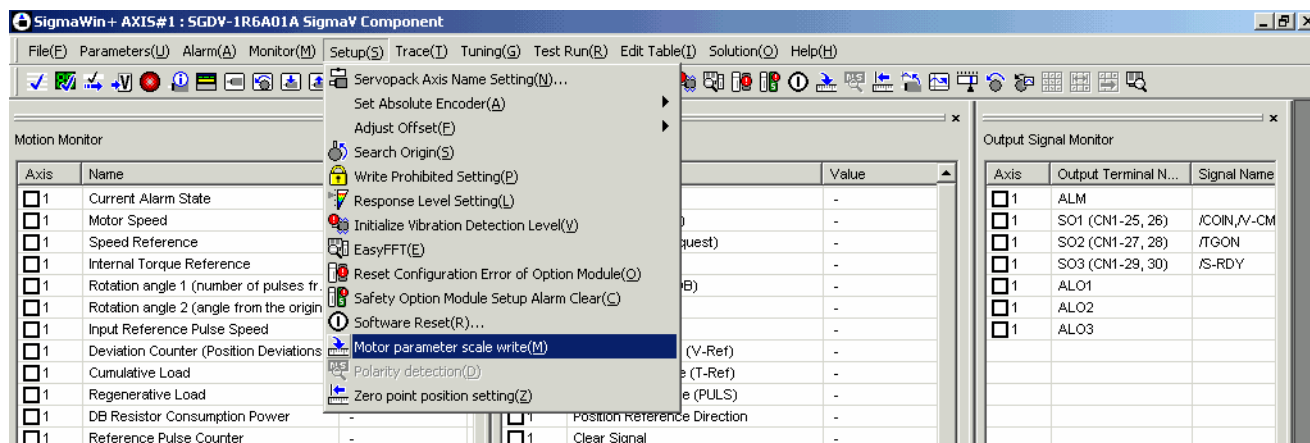 SigmaWin+ AXIS#1 : SGDV-1R6A01A SigmaV Component
File(F) Parameters(U) Alarm(A) Monitor(M) Setup(S) Trace(T) Tuning(G) Test Run(R) Edit Table(I) Solution(O) Help(H)
Servopack Axis Name Setting(N)...
Set Absolute Encoder(A)
Adjust Offset(F)
Search Origin(S)
Write Prohibited Setting(P)
Response Level Setting(L)
Initialize Vibration Detection Level(V)
EasyFFT(E)
Reset Configuration Error of Option Module(O)
Safety Option Module Setup Alarm Clear(C)
Software Reset(R)...
Motor parameter scale write(M)
Polarity detection(D)
Zero point position setting(Z)
Motion Monitor
Axis Name
1 Current Alarm State
1 Motor Speed
1 Speed Reference
1 Internal Torque Reference
1 Rotation angle 1 (number of pulses fr.
1 Rotation angle 2 (angle from the origin
1 Input Reference Pulse Speed
1 Deviation Counter (Position Deviations
1 Cumulative Load
1 Regenerative Load
1 DB Resistor Consumption Power -
1 Reference Pulse Counter -
Value
-
) -
quest) -
-
DB) -
-
-
(V-Ref) -
e (T-Ref) -
e (PULS) -
1 Position Reference Direction -
1 Clear Signal -
Output Signal Monitor
Axis Output Terminal N... Signal Name
1 ALM
1 SO1 (CN1-25, 26) /COIN,/V-CM
1 SO2 (CN1-27, 28) /TGON
1 SO3 (CN1-29, 30) /S-RDY
1 ALO1
1 ALO2
1 ALO3